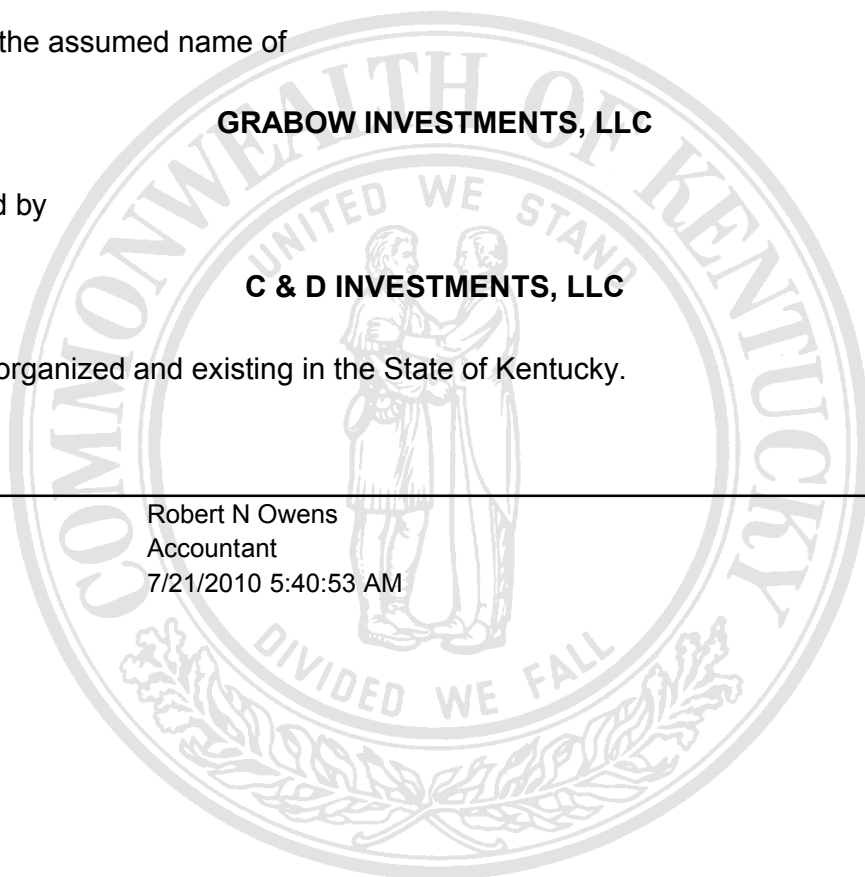 the assumed name of
GRABOW INVESTMENTS, LLC
d by
C & D INVESTMENTS, LLC
organized and existing in the State of Kentucky.
Robert N Owens
Accountant
7/21/2010 5:40:53 AM
COMMONWEALTH OF KENTUCKY
UNITED WE STAND
DIVIDED WE FALL